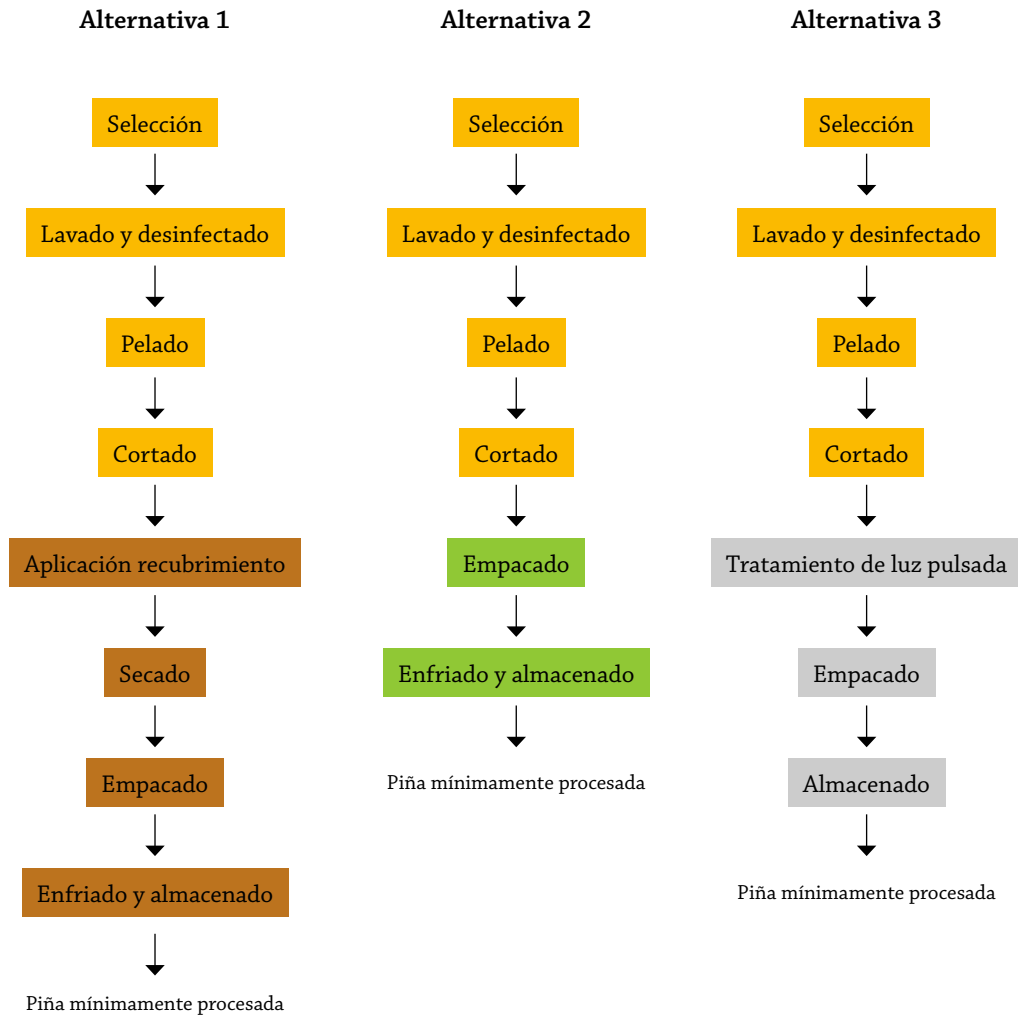 Alternativa 1
Selección
Lavado y desinfectado
Pelado
Cortado
Aplicación recubrimiento
Secado
Empacado
Enfriado y almacenado
Piña mínimamente procesada
Alternativa 2
Selección
Lavado y desinfectado
Pelado
Cortado
Empacado
Enfriado y almacenado
Piña mínimamente procesada
Alternativa 3
Selección
Lavado y desinfectado
Pelado
Cortado
Tratamiento de luz pulsada
Empacado
Almacenado
Piña mínimamente procesada